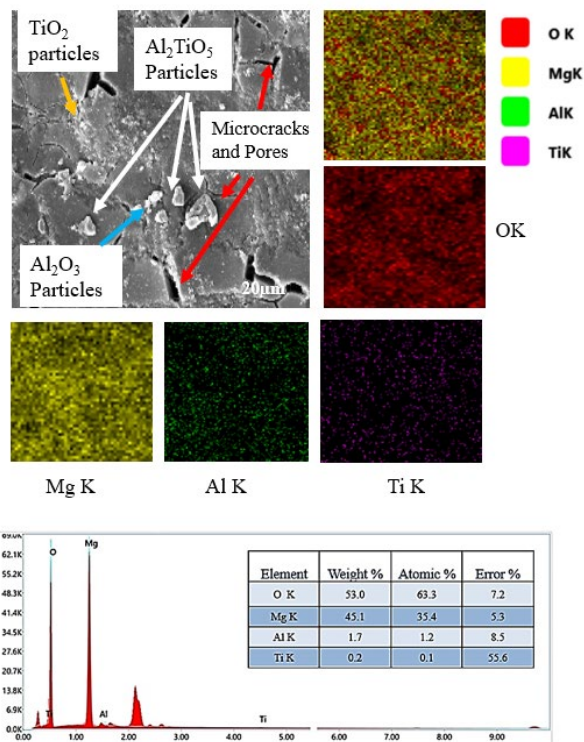 TiO2
particles
Al2TiO5
Particles
Microcracks
and Pores
Al2O3
Particles
20μm
O K
MgK
AlK
TiK
OK
Mg K
Al K
Ti K
69.0K
62.1K
55.2K
48.3K
41.4K
34.5K
27.6K
20.7K
13.8K
6.9K
0.0K
O
Mg
Ti
Al
Ti
Element Weight % Atomic % Error %
O K 53.0 63.3 7.2
Mg K 45.1 35.4 5.3
Al K 1.7 1.2 8.5
Ti K 0.2 0.1 55.6
0.00 1.00 2.00 3.00 4.00 5.00 6.00 7.00 8.00 9.00